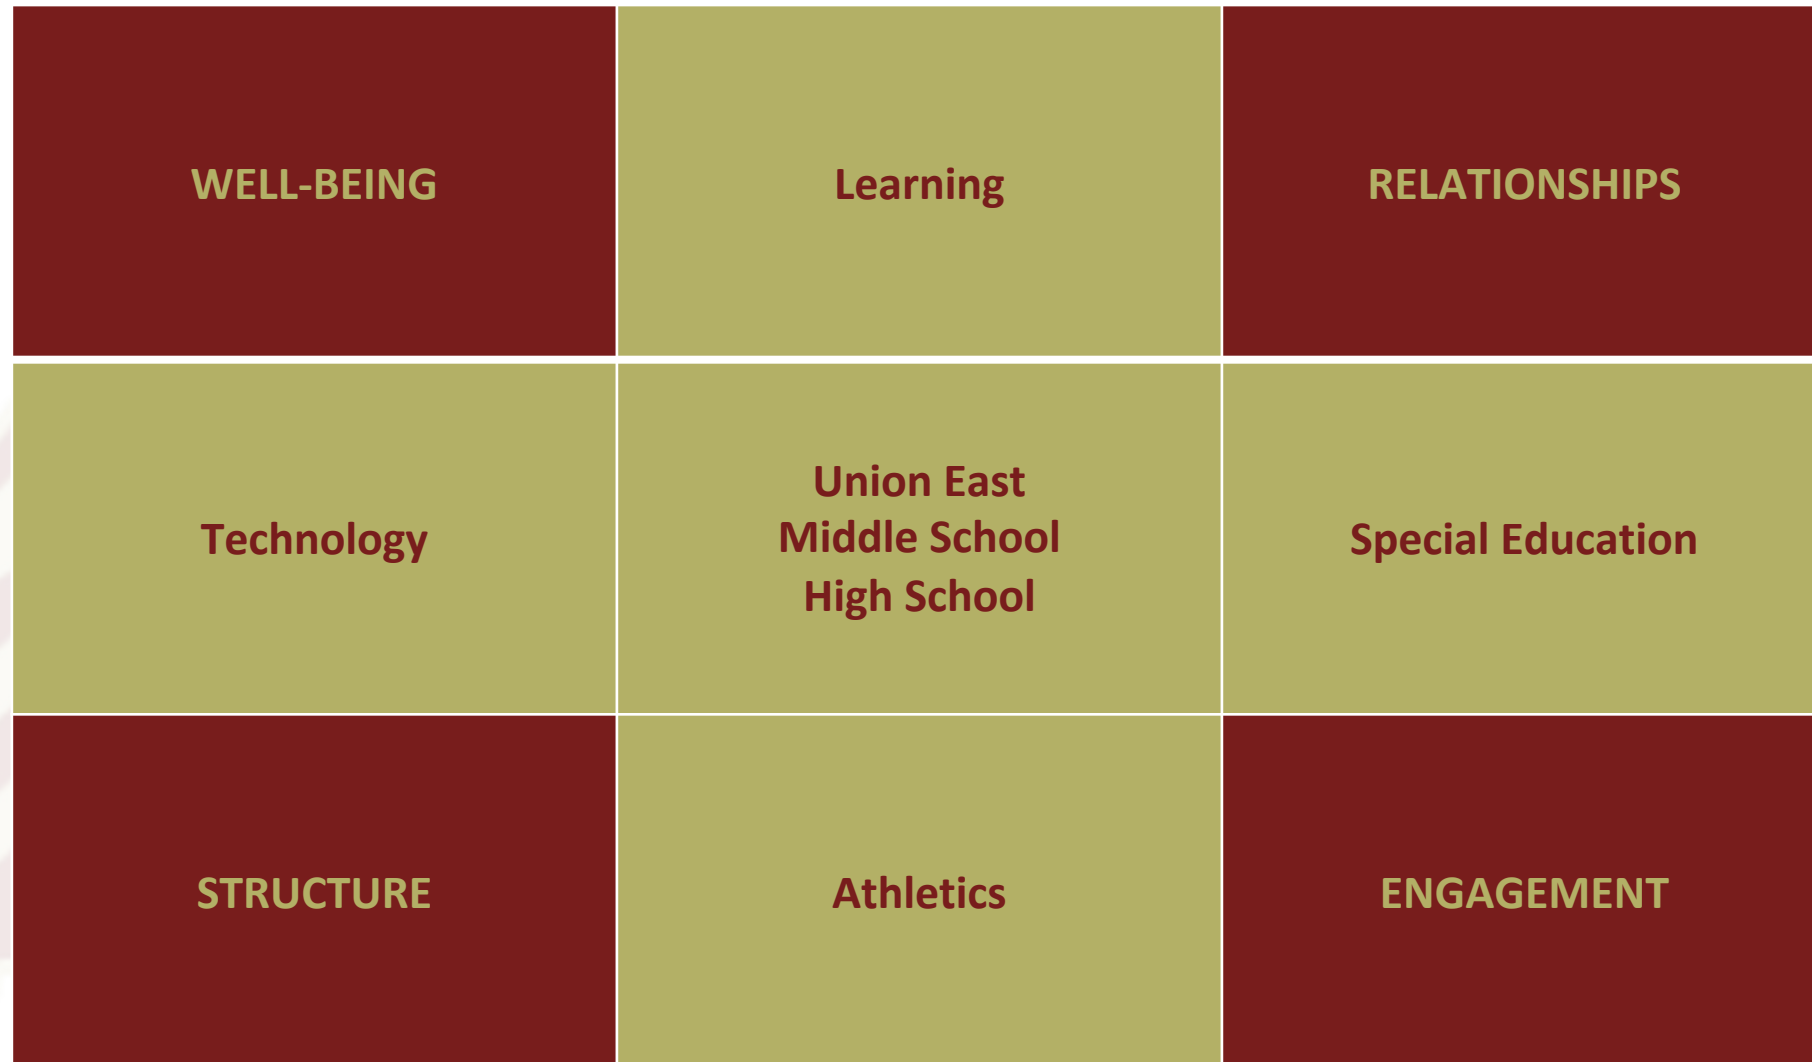 WELL-BEING
Learning
RELATIONSHIPS
Technology
Union East
Middle School
High School
Special Education
STRUCTURE
Athletics
ENGAGEMENT